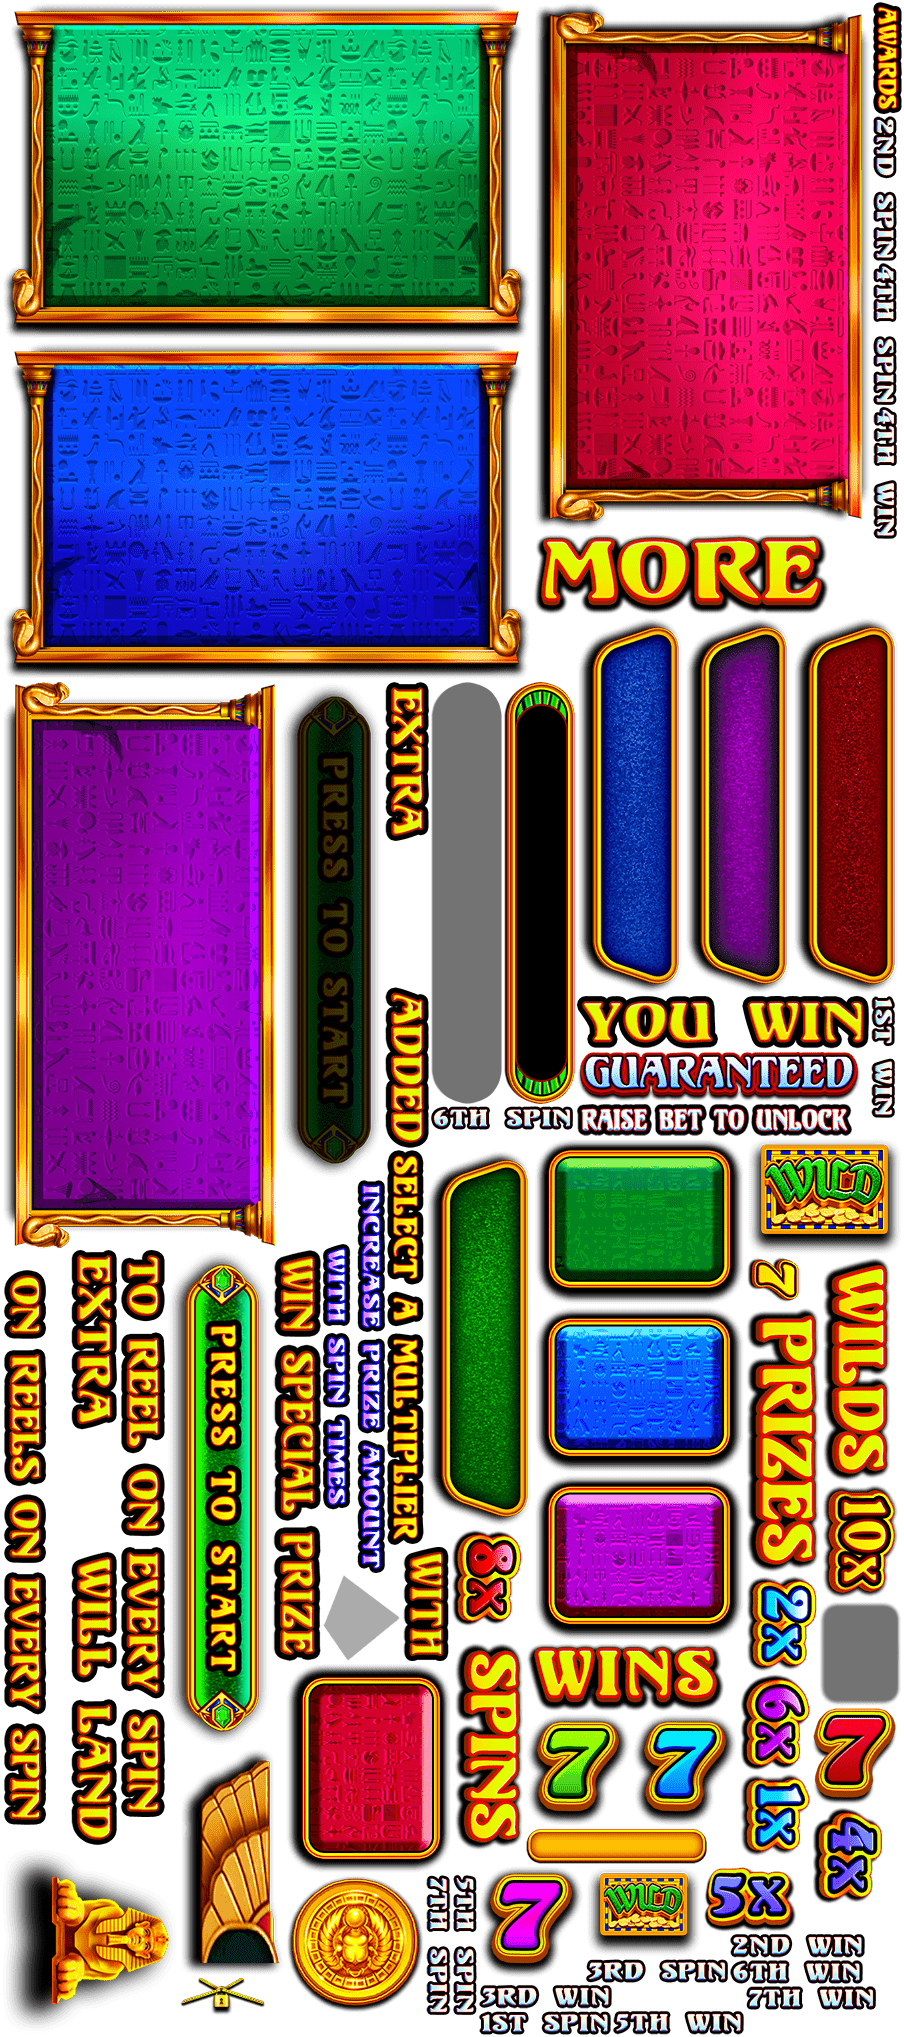 AWARDS
2ND SPIN
4TH SPIN
4TH WIN
MORE
PRESS TO START
EXTRA
ADDED
6TH SPIN
YOU WIN
1ST WIN
GUARANTEED
RAISE BET TO UNLOCK
WILD
SELECT A MULTIPLIER
INCREASE PRIZE AMOUNT
WITH SPIN TIMES
WIN SPECIAL PRIZE
TO REEL ON EVERY SPIN
EXTRA
WILL LAND
ON REELS ON EVERY SPIN
PRESS TO START
WITH
8X
7 PRIZES
WILDS
10X
2X
6X
1X
4X
SPINS
WINS
7
7
7
7
WILD
5X
5TH SPIN
7TH SPIN
2ND WIN
3RD SPIN
6TH WIN
3RD WIN
7TH WIN
1ST SPIN
5TH WIN